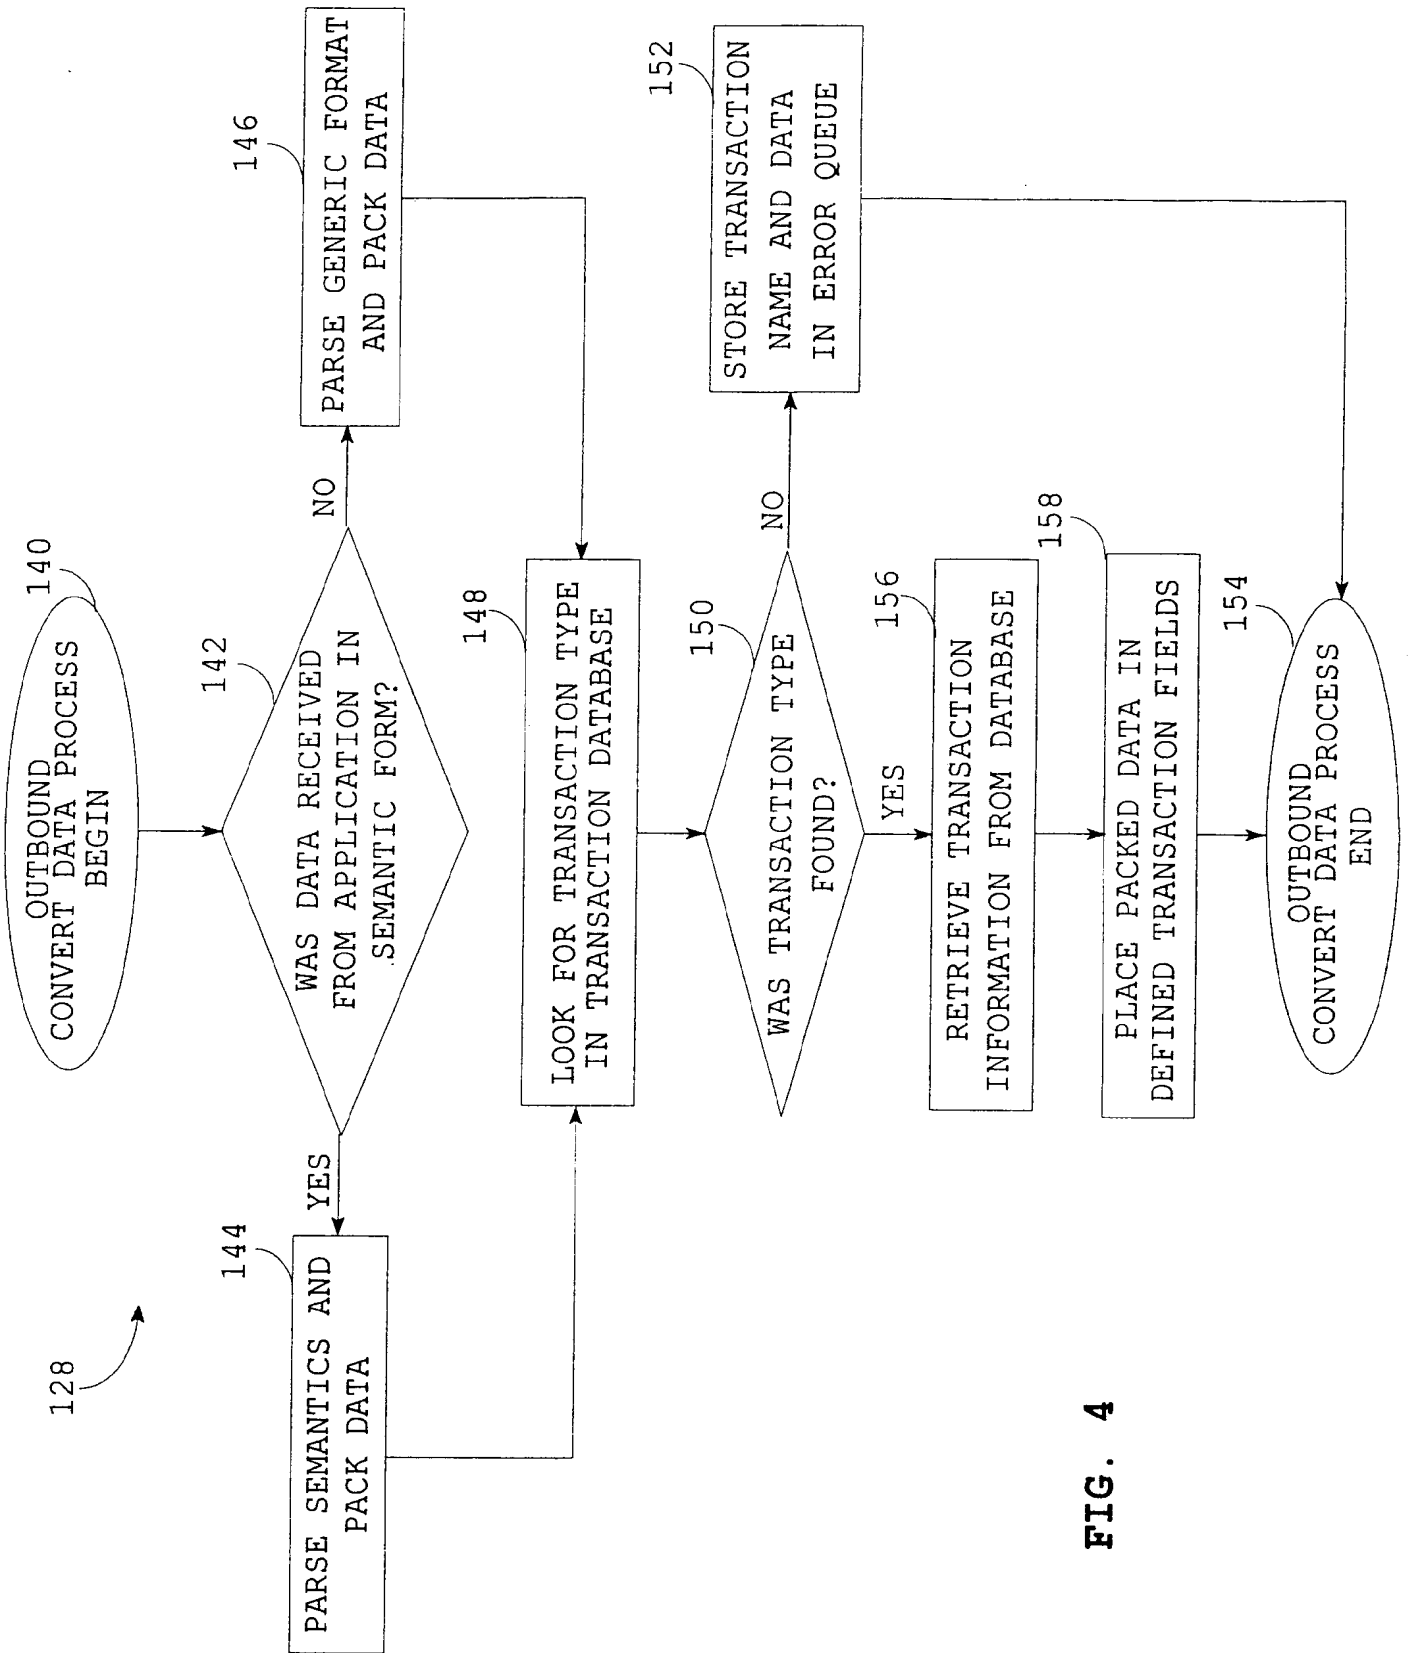 128
OUTBOUND
CONVERT DATA PROCESS
BEGIN
140
WAS DATA RECEIVED
FROM APPLICATION IN
SEMANTIC FORM?
142
YES
NO
PARSE SEMANTICS AND
PACK DATA
144
PARSE GENERIC FORMAT
AND PACK DATA
146
LOOK FOR TRANSACTION TYPE
IN TRANSACTION DATABASE
148
WAS TRANSACTION TYPE
FOUND?
150
NO
YES
STORE TRANSACTION
NAME AND DATA
IN ERROR QUEUE
152
RETRIEVE TRANSACTION
INFORMATION FROM DATABASE
156
PLACE PACKED DATA IN
DEFINED TRANSACTION FIELDS
158
OUTBOUND
CONVERT DATA PROCESS
END
154
FIG. 4